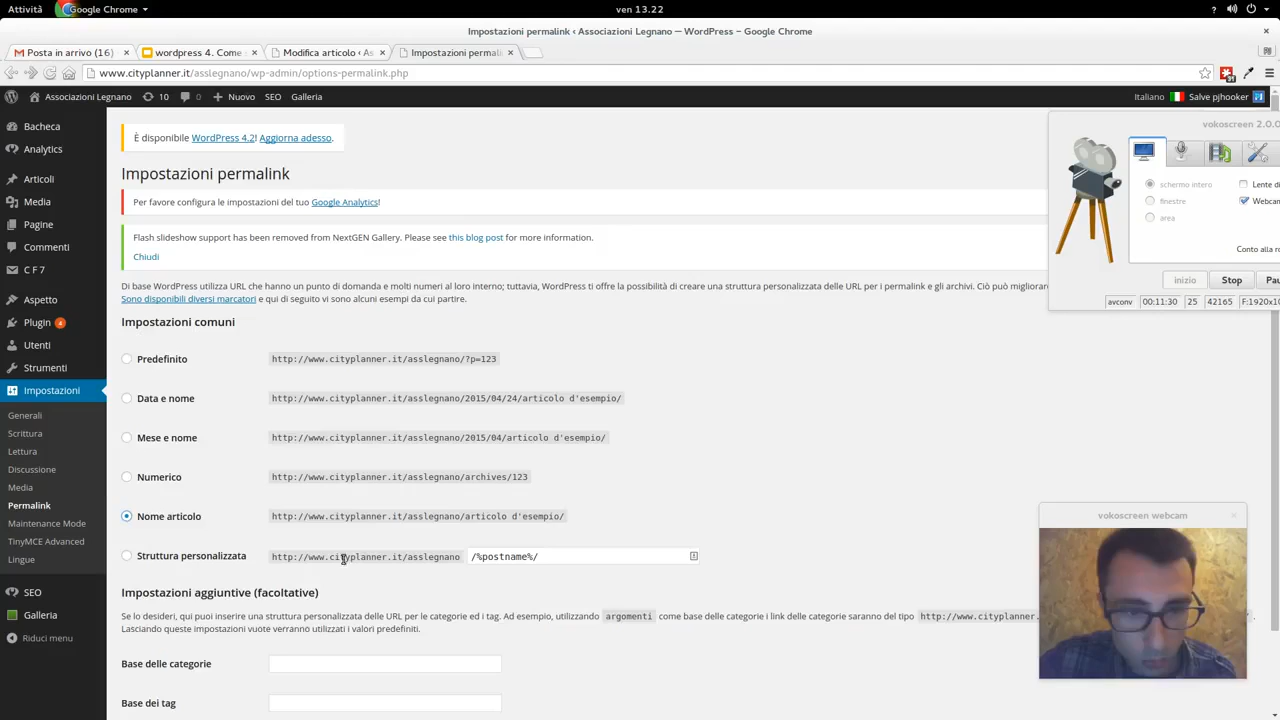 Attività
Google Chrome
ven 13.22
Impostazioni permalink ‹ Associazioni Legnano — WordPress – Google Chrome
Posta in arrivo (16)
wordpress 4. Come
Modifica articolo ‹ As
Impostazioni permal
www.cityplanner.it/asslegnano/wp-admin/options-permalink.php
Associazioni Legnano
10
0
Nuovo
SEO
Galleria
Italiano
Salve pjhooker
Bacheca
Analytics
Articoli
Media
Pagine
Commenti
C F 7
Aspetto
Plugin 4
Utenti
Strumenti
Impostazioni
Generali
Scrittura
Lettura
Discussione
Media
Permalink
Maintenance Mode
TinyMCE Advanced
Lingue
SEO
Galleria
Riduci menu
È disponibile WordPress 4.2! Aggiorna adesso.
Impostazioni permalink
Per favore configura le impostazioni del tuo Google Analytics!
Flash slideshow support has been removed from NextGEN Gallery. Please see this blog post for more information.
Chiudi
Di base WordPress utilizza URL che hanno un punto di domanda e molti numeri al loro interno; tuttavia, WordPress ti offre la possibilità di creare una struttura personalizzata delle URL per i permalink e gli archivi. Ciò può migliorar
Sono disponibili diversi marcatori e qui di seguito vi sono alcuni esempi da cui partire.
Impostazioni comuni
Predefinito http://www.cityplanner.it/asslegnano/?p=123
Data e nome http://www.cityplanner.it/asslegnano/2015/04/24/articolo d'esempio/
Mese e nome http://www.cityplanner.it/asslegnano/2015/04/articolo d'esempio/
Numerico http://www.cityplanner.it/asslegnano/archives/123
Nome articolo http://www.cityplanner.it/asslegnano/articolo d'esempio/
Struttura personalizzata http://www.cityplanner.it/asslegnano /%postname%/
Impostazioni aggiuntive (facoltative)
Se lo desideri, qui puoi inserire una struttura personalizzata delle URL per le categorie ed i tag. Ad esempio, utilizzando argomenti come base delle categorie i link delle categorie saranno del tipo http://www.cityplanner.
Lasciando queste impostazioni vuote verranno utilizzati i valori predefiniti.
Base delle categorie
Base dei tag
vokoscreen 2.0.
schermo intero
Lente di
finestre
Webcam
area
Conto alla ro
inizio
Stop
Pau
avconv
00:11:30
25
42165
F:1920x10
vokoscreen webcam